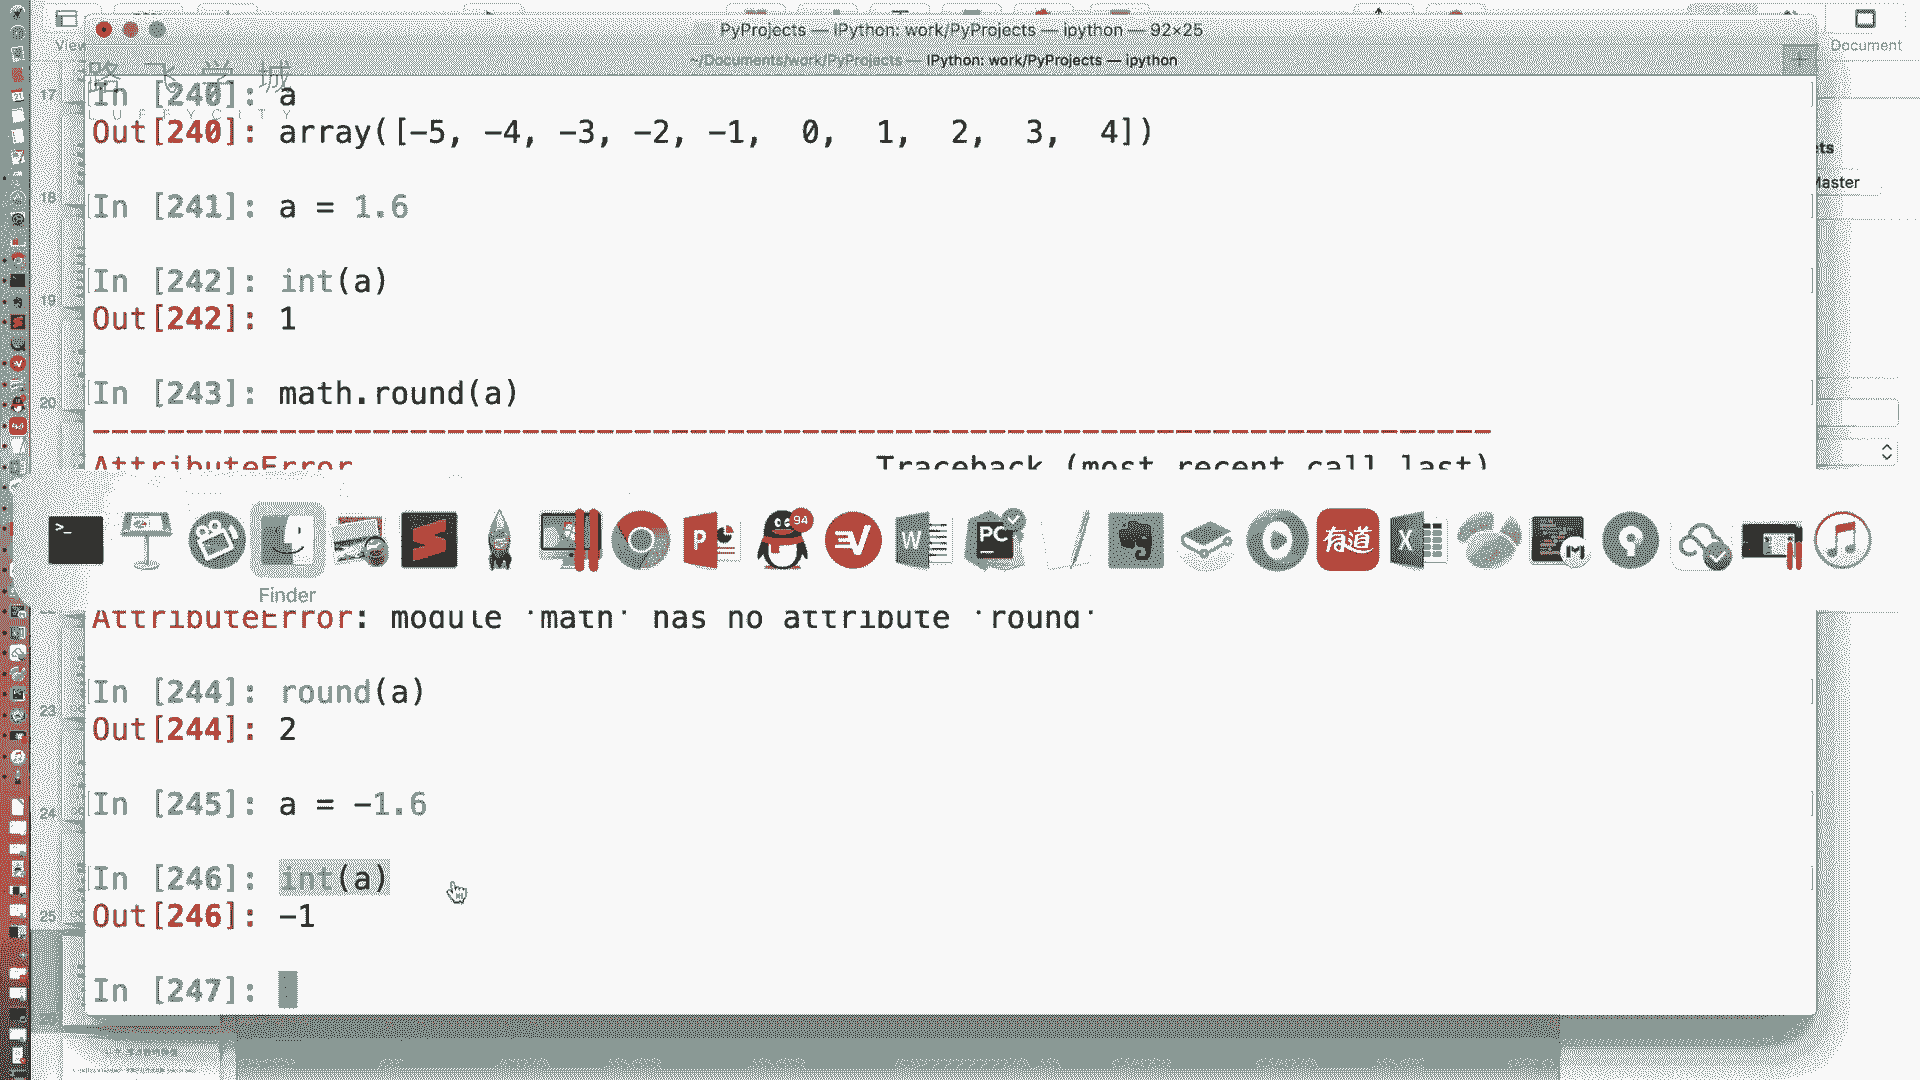 PyProjects — IPython: work/PyProjects — ipython — 92×25
View
Document
~/Documents/work/PyProjects — IPython: work/PyProjects — ipython
路飞学城
LUFFYCITY
In [240]: a
17
Out[240]: array([-5, -4, -3, -2, -1,  0,  1,  2,  3,  4])
Master
18
In [241]: a = 1.6
In [242]: int(a)
19
Out[242]: 1
In [243]: math.round(a)
20
AttributeError Traceback (most recent call last)
94
有道
Finder
AttributeError: module 'math' has no attribute 'round'
In [244]: round(a)
23
Out[244]: 2
In [245]: a = -1.6
24
In [246]: int(a)
25
Out[246]: -1
In [247]: